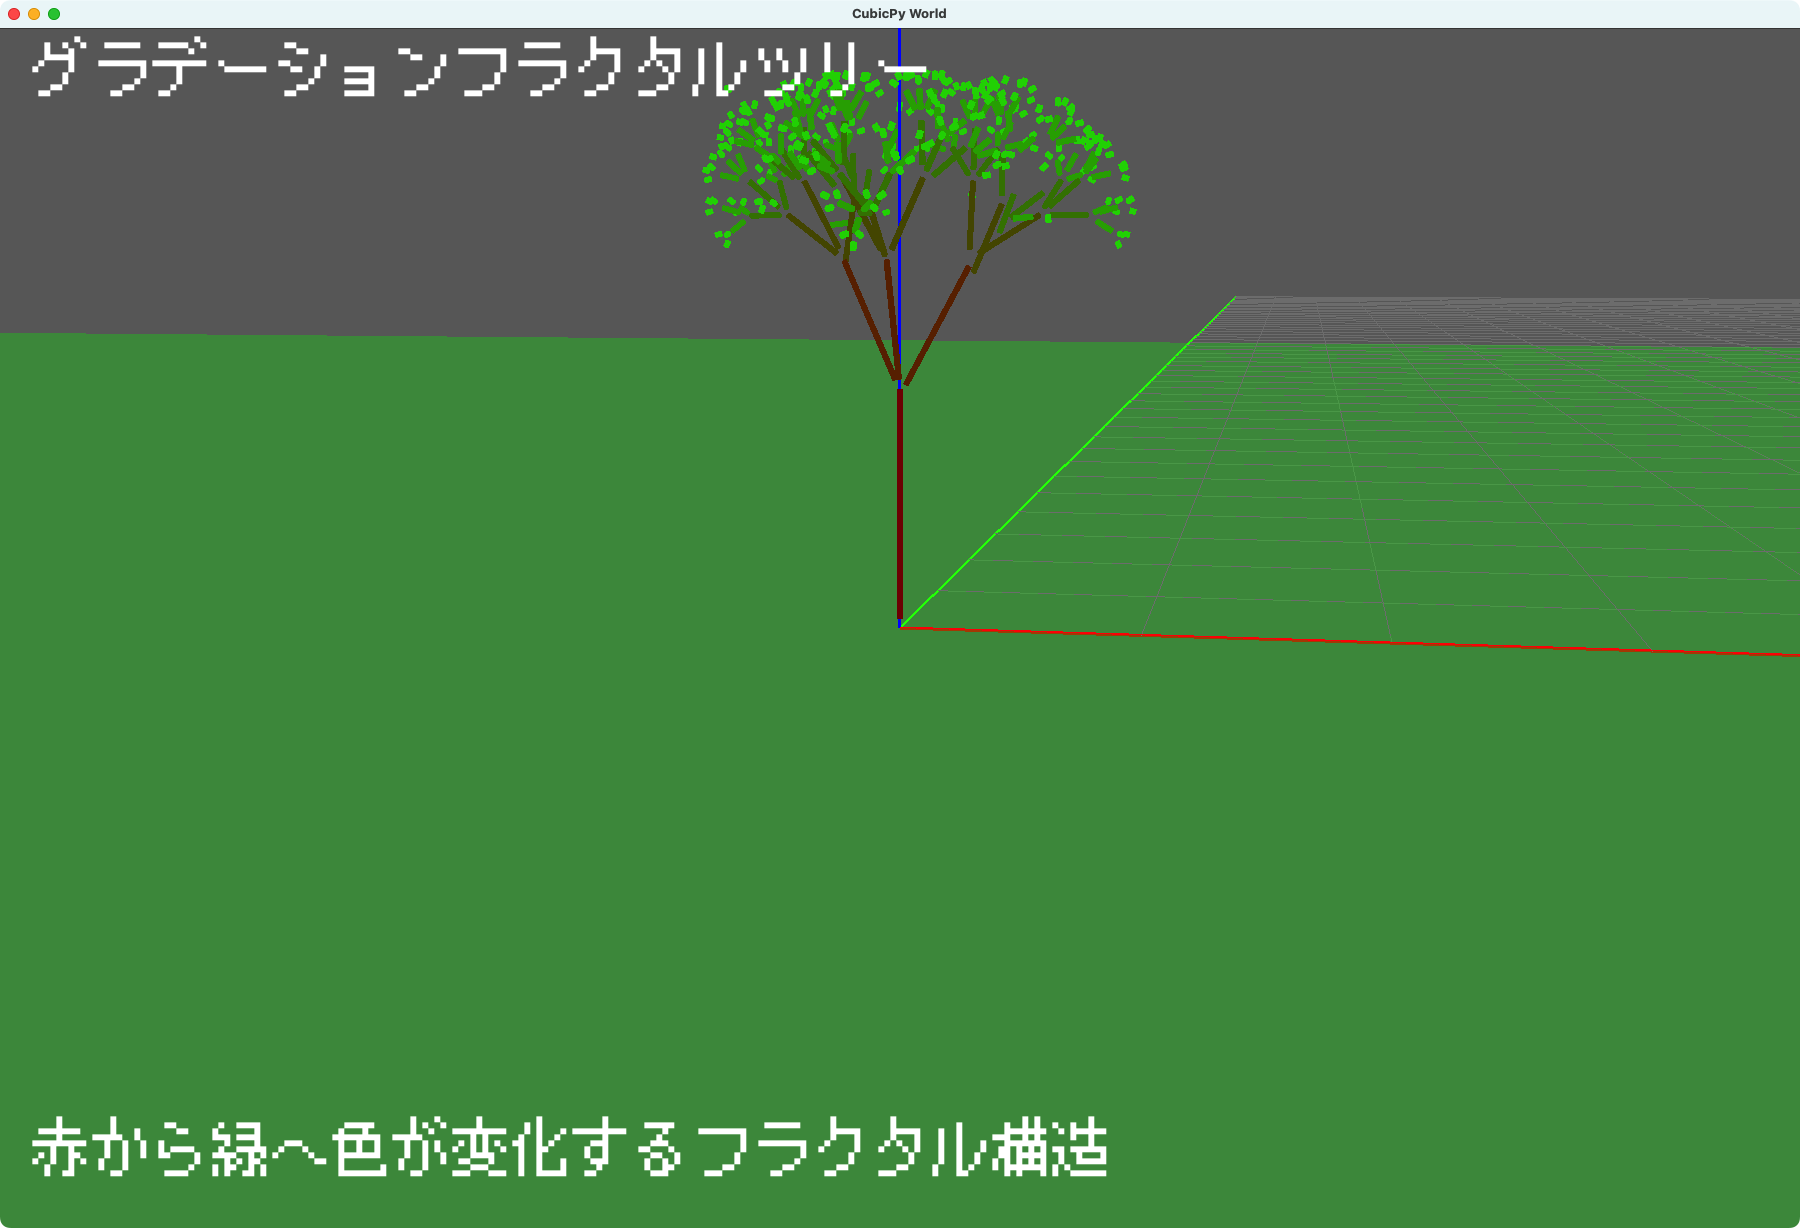 CubicPy World
グラデーションフラクタルツリー
赤から緑へ色が変化するフラクタル構造